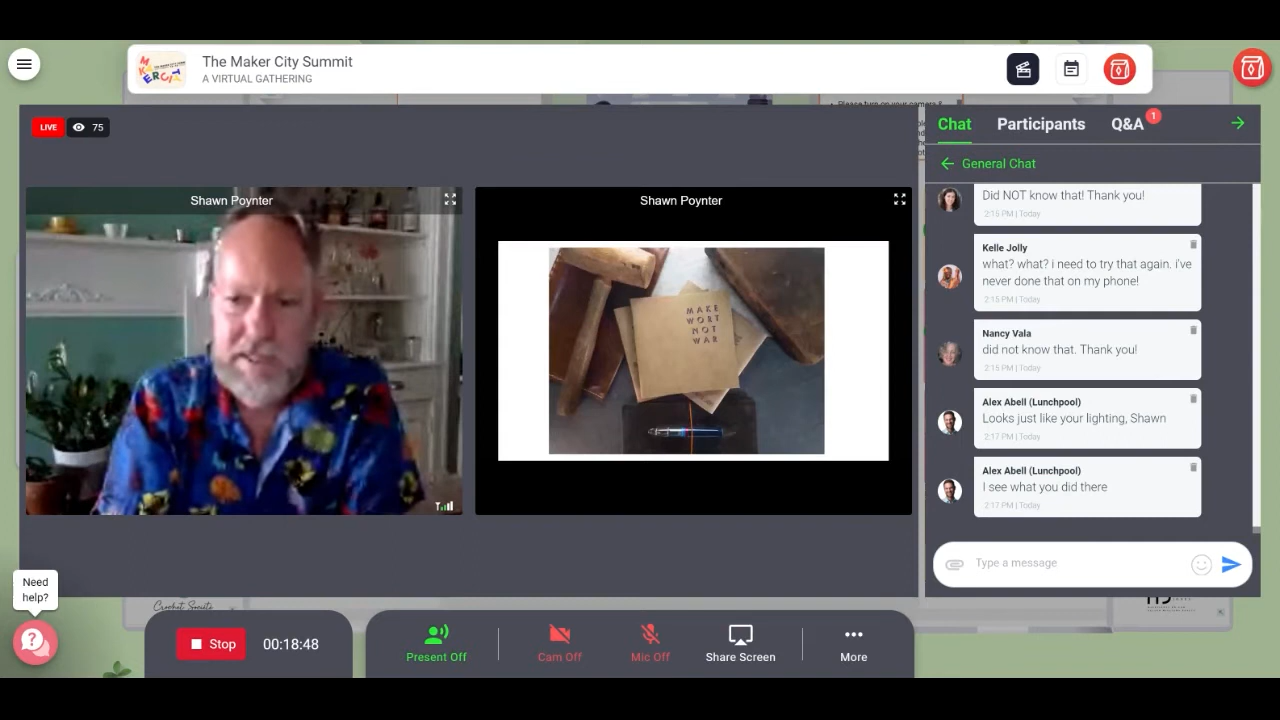 The Maker City Summit
A VIRTUAL GATHERING
MAKERCITY
LIVE
75
Shawn Poynter
Shawn Poynter
MAKE
WORT
NOT
WAR
Chat
Participants
Q&A
1
General Chat
Did NOT know that! Thank you!
2:15 PM | Today
Kelle Jolly
what? what? i need to try that again. i've
never done that on my phone!
2:15 PM | Today
Nancy Vala
did not know that. Thank you!
2:15 PM | Today
Alex Abell (Lunchpool)
Looks just like your lighting, Shawn
2:17 PM | Today
Alex Abell (Lunchpool)
I see what you did there
2:17 PM | Today
Type a message
Need
help?
Stop
00:18:48
Present Off
Cam Off
Mic Off
Share Screen
More